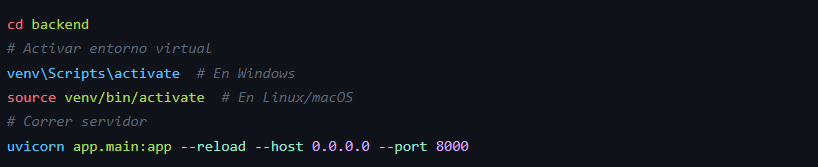 cd backend
# Activar entorno virtual
venv\Scripts\activate  # En Windows
source venv/bin/activate  # En Linux/macOS
# Correr servidor
uvicorn app.main:app --reload --host 0.0.0.0 --port 8000